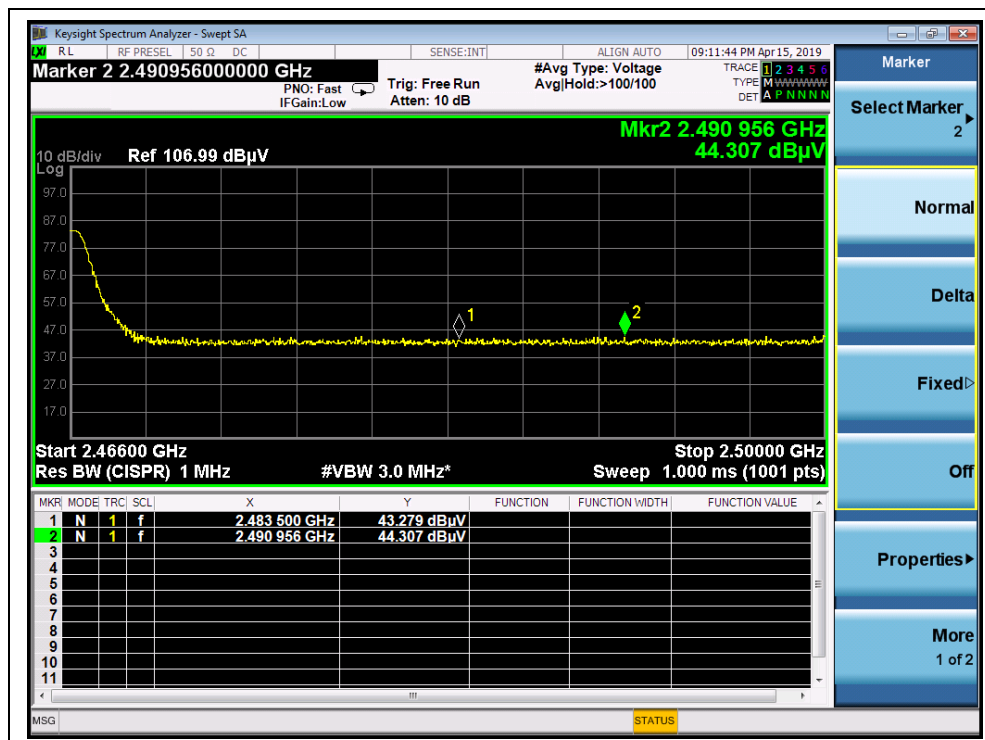 Keysight Spectrum Analyzer - Swept SA
LXI RL RF PRESEL 50 Ω DC SENSE:INT ALIGN AUTO 09:11:44 PM Apr 15, 2019
Marker 2 2.490956000000 GHz
PNO: Fast
IFGain:Low
Trig: Free Run
Atten: 10 dB
#Avg Type: Voltage
Avg|Hold:>100/100
TRACE 1 2 3 4 5 6
TYPE M WWWWW
DET A P N N N N
Mkr2 2.490 956 GHz
44.307 dBµV
10 dB/div Ref 106.99 dBµV
Log
97.0
87.0
77.0
67.0
57.0
47.0
37.0
27.0
17.0
1
2
Start 2.46600 GHz Stop 2.50000 GHz
Res BW (CISPR) 1 MHz #VBW 3.0 MHz* Sweep 1.000 ms (1001 pts)
MKR MODE TRC SCL X Y FUNCTION FUNCTION WIDTH FUNCTION VALUE
1 N 1 f 2.483 500 GHz 43.279 dBµV
2 N 1 f 2.490 956 GHz 44.307 dBµV
3
4
5
6
7
8
9
10
11
MSG STATUS
Marker
Select Marker
2
Normal
Delta
Fixed
Off
Properties
More
1 of 2